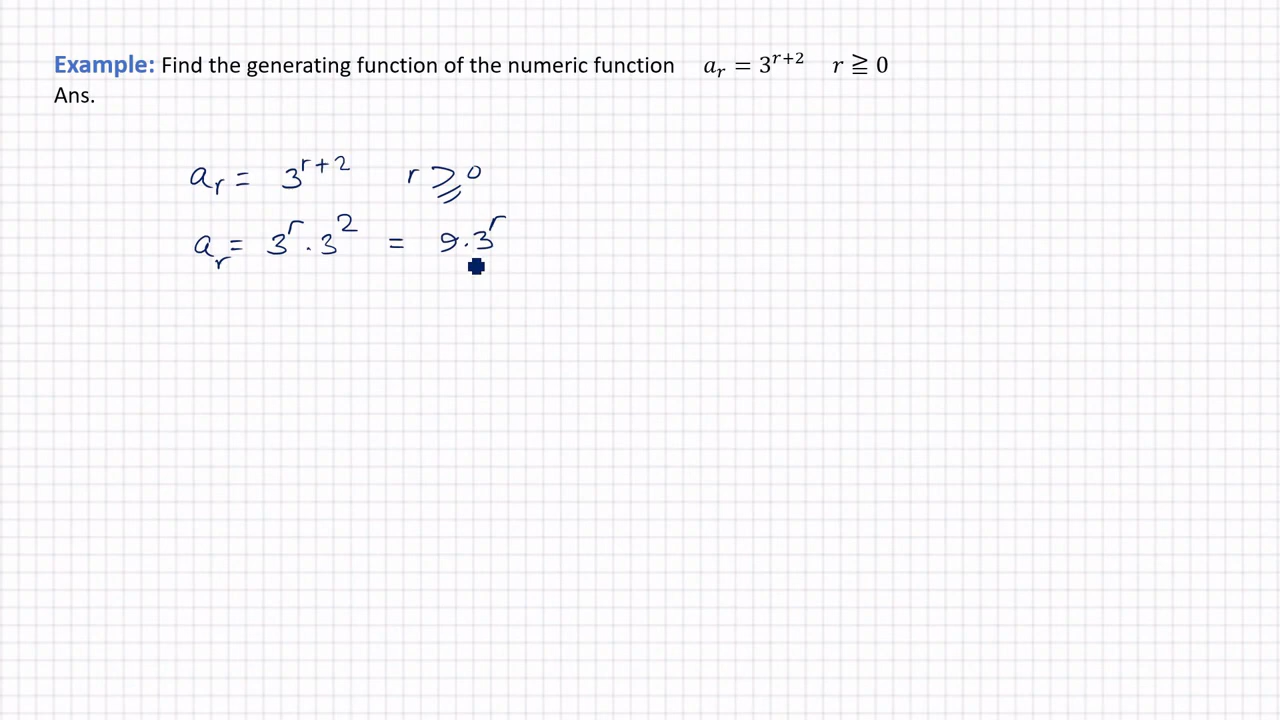 Example: Find the generating function of the numeric function a_r = 3^{r+2} r ≧ 0
Ans.
a_r = 3^{r+2} r ≧ 0
a_r = 3^r . 3^2 = 9 . 3^r